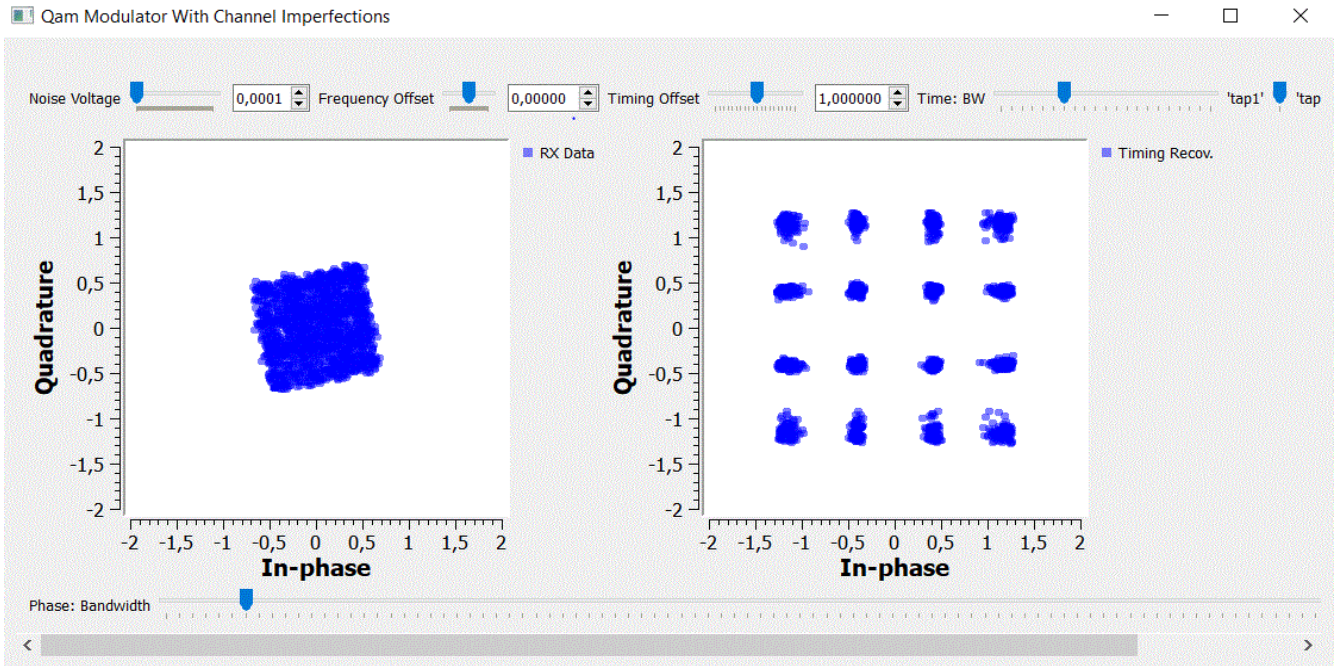 Qam Modulator With Channel Imperfections
Noise Voltage 0,0001 Frequency Offset 0,00000 Timing Offset 1,000000 Time: BW 'tap1' 'tap
2 RX Data 2 Timing Recov.
1,5 1,5
1 1
0,5 0,5
0 0
-0,5 -0,5
-1 -1
-1,5 -1,5
-2 -2
Quadrature Quadrature
-2 -1,5 -1 -0,5 0 0,5 1 1,5 2 -2 -1,5 -1 -0,5 0 0,5 1 1,5 2
In-phase In-phase
Phase: Bandwidth